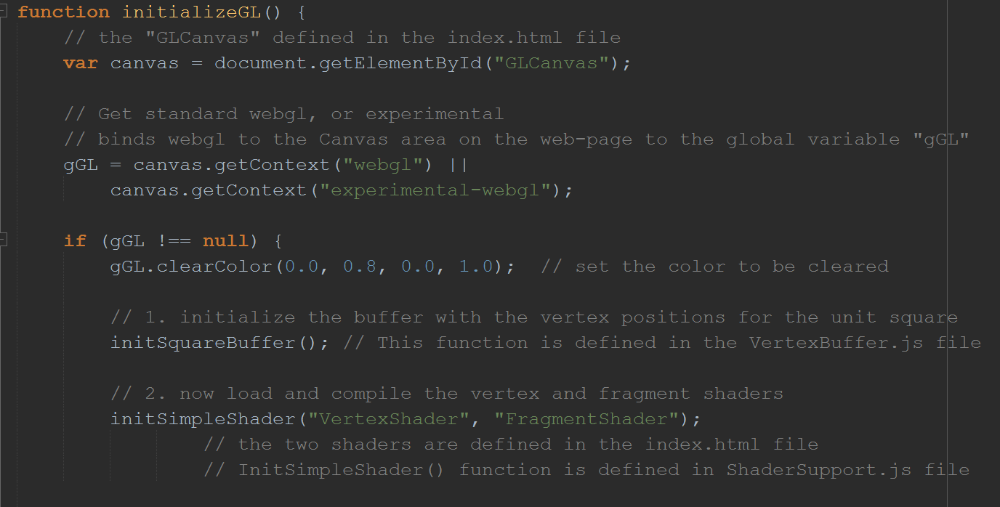 function initializeGL() {
// the "GLCanvas" defined in the index.html file
var canvas = document.getElementById("GLCanvas");
// Get standard webgl, or experimental
// binds webgl to the Canvas area on the web-page to the global variable "gGL"
gGL = canvas.getContext("webgl") ||
canvas.getContext("experimental-webgl");
if (gGL !== null) {
gGL.clearColor(0.0, 0.8, 0.0, 1.0);  // set the color to be cleared
// 1. initialize the buffer with the vertex positions for the unit square
initSquareBuffer(); // This function is defined in the VertexBuffer.js file
// 2. now load and compile the vertex and fragment shaders
initSimpleShader("VertexShader", "FragmentShader");
// the two shaders are defined in the index.html file
// InitSimpleShader() function is defined in ShaderSupport.js file